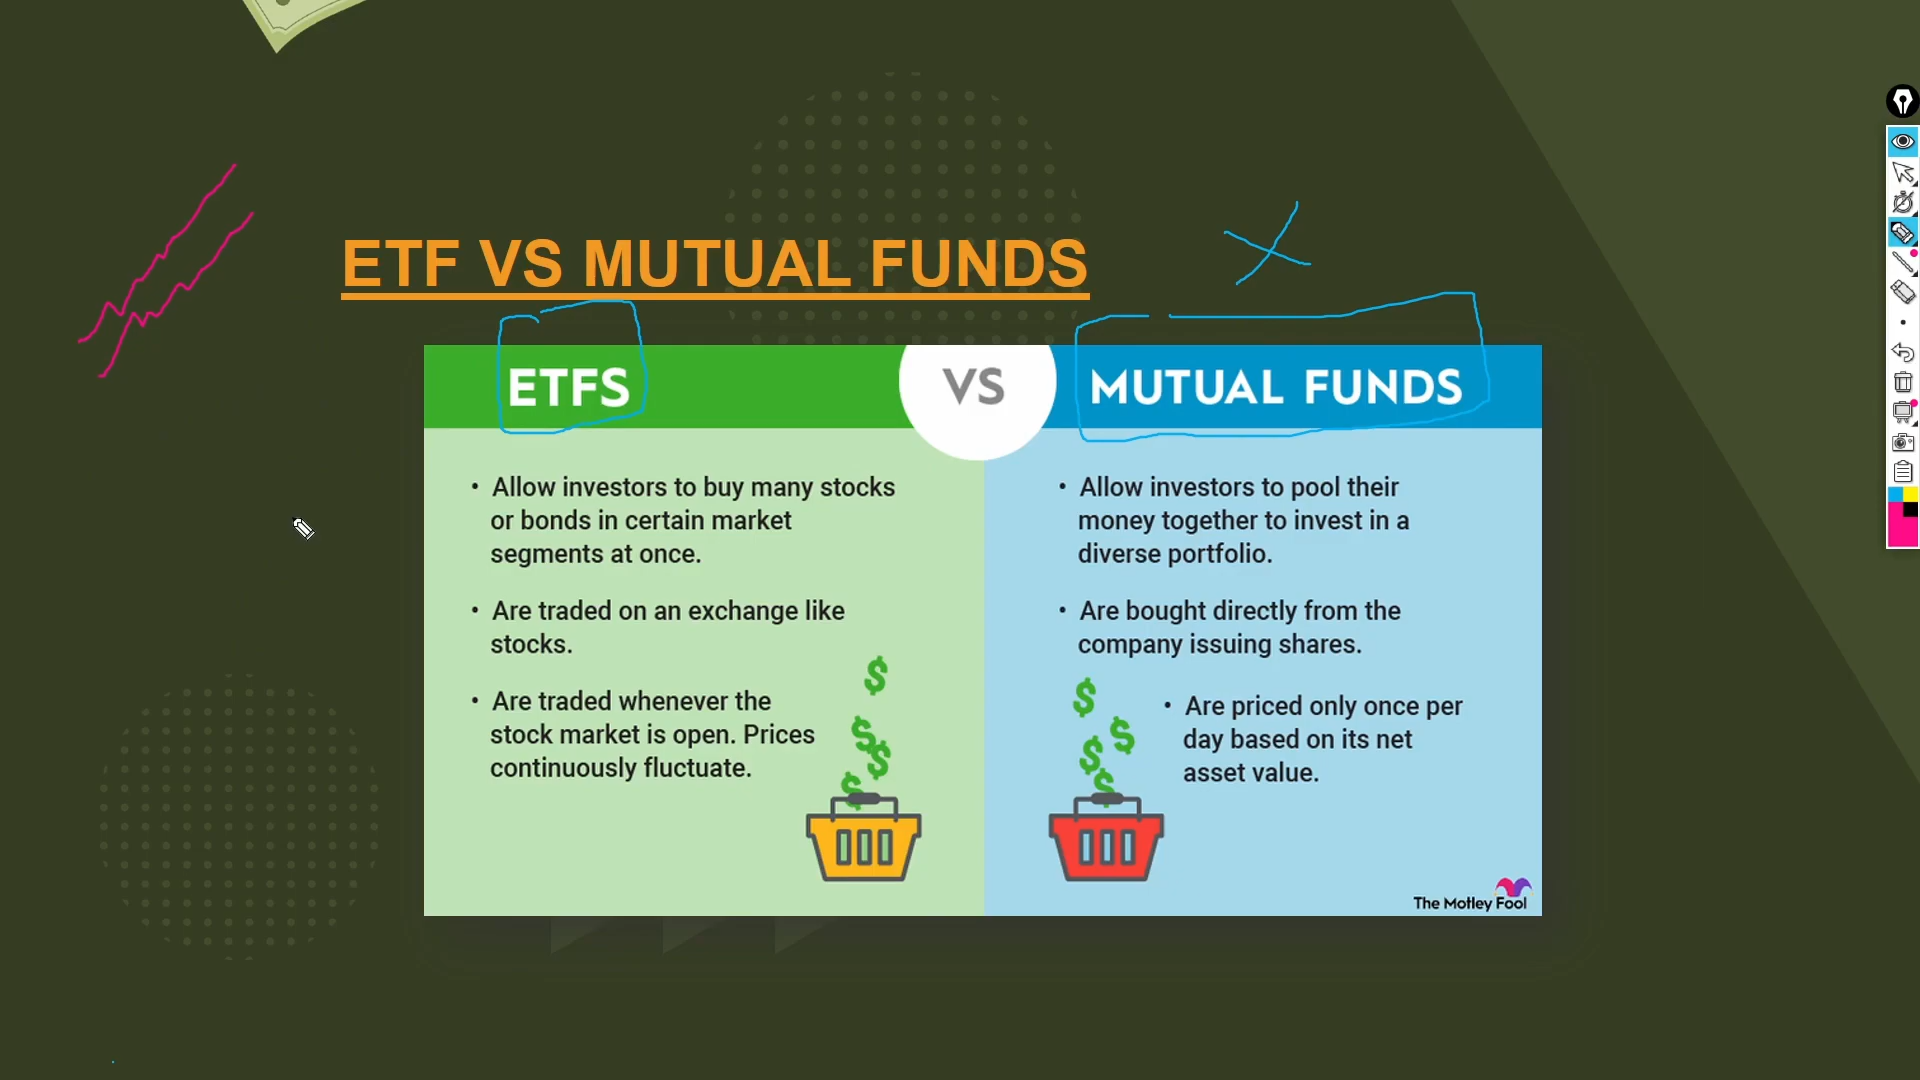 ETF VS MUTUAL FUNDS
ETFS
VS
MUTUAL FUNDS
• Allow investors to buy many stocks
or bonds in certain market
segments at once.
• Are traded on an exchange like
stocks.
• Are traded whenever the
stock market is open. Prices
continuously fluctuate.
• Allow investors to pool their
money together to invest in a
diverse portfolio.
• Are bought directly from the
company issuing shares.
• Are priced only once per
day based on its net
asset value.
The Motley Fool